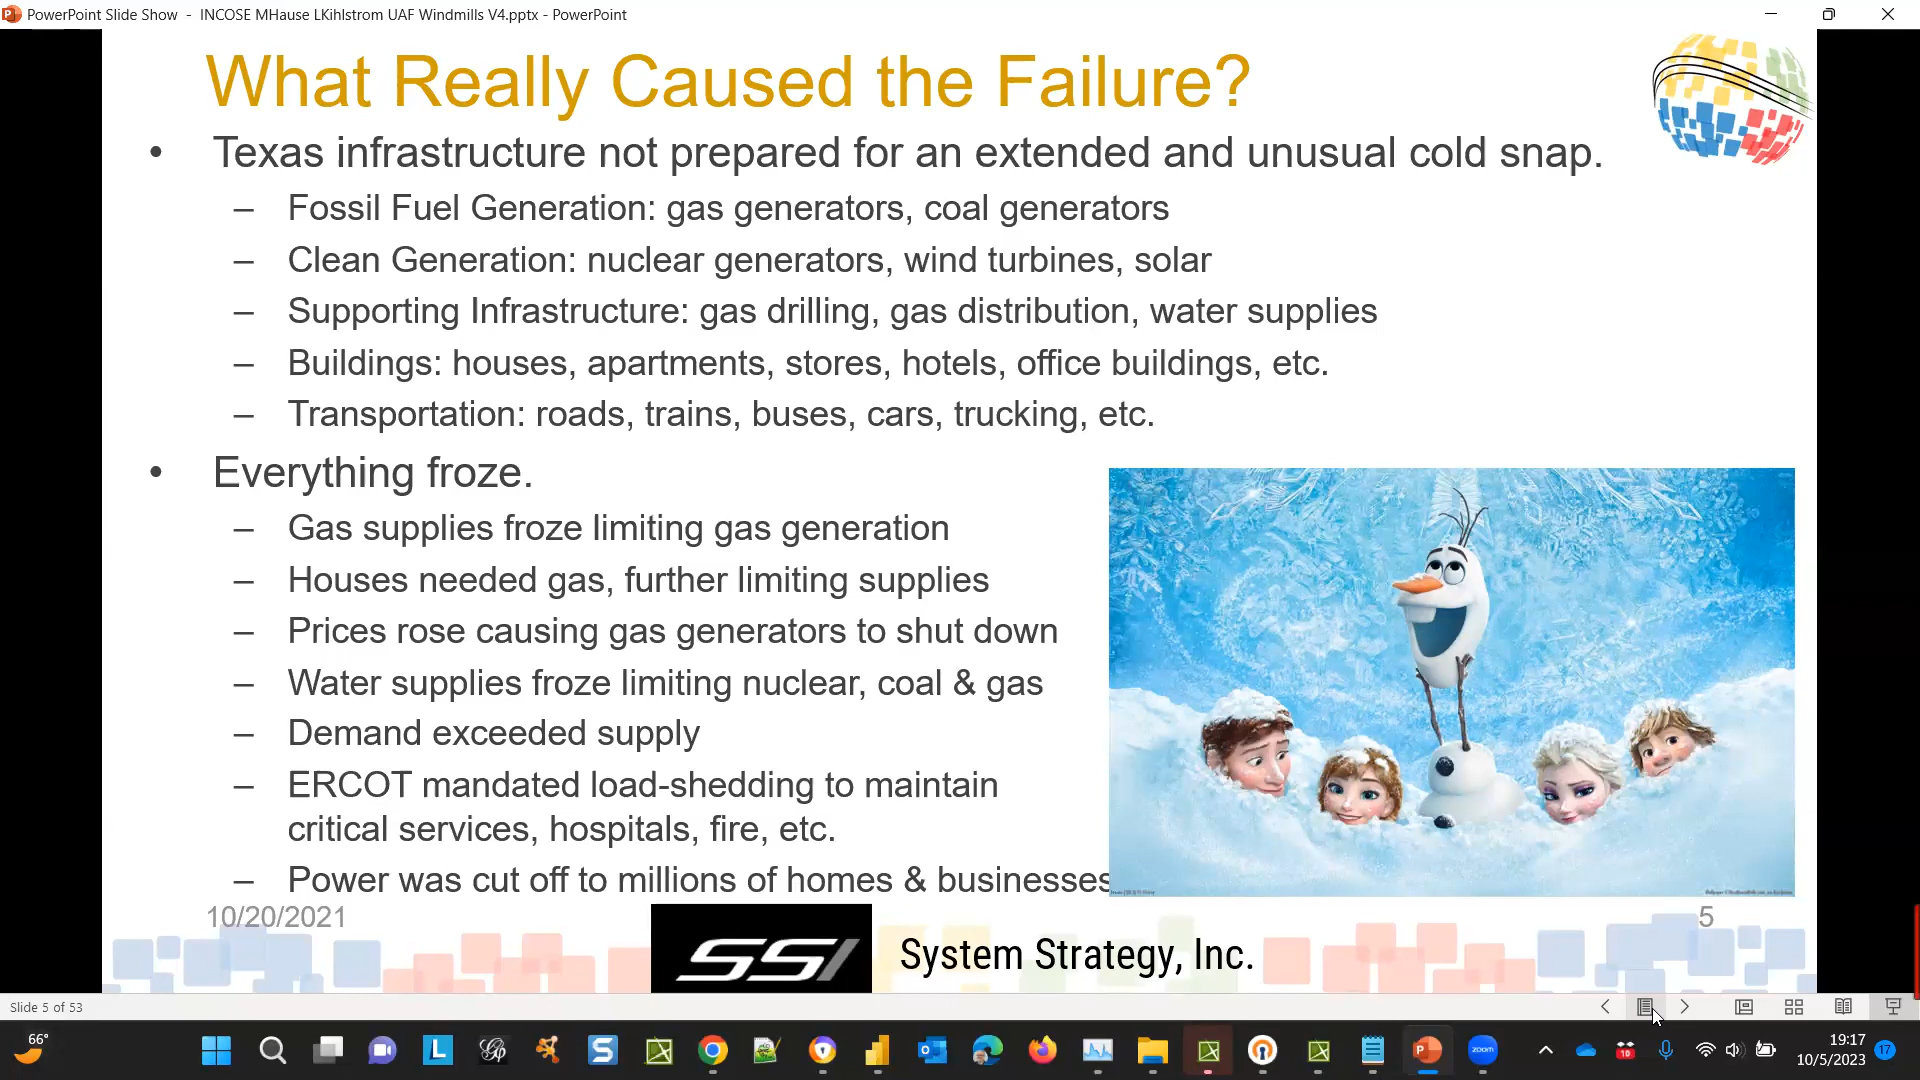 PowerPoint Slide Show - INCOSE MHause LKihlstrom UAF Windmills V4.pptx - PowerPoint
What Really Caused the Failure?
• Texas infrastructure not prepared for an extended and unusual cold snap.
– Fossil Fuel Generation: gas generators, coal generators
– Clean Generation: nuclear generators, wind turbines, solar
– Supporting Infrastructure: gas drilling, gas distribution, water supplies
– Buildings: houses, apartments, stores, hotels, office buildings, etc.
– Transportation: roads, trains, buses, cars, trucking, etc.
• Everything froze.
– Gas supplies froze limiting gas generation
– Houses needed gas, further limiting supplies
– Prices rose causing gas generators to shut down
– Water supplies froze limiting nuclear, coal & gas
– Demand exceeded supply
– ERCOT mandated load-shedding to maintain
critical services, hospitals, fire, etc.
– Power was cut off to millions of homes & businesses
10/20/2021
SSI
System Strategy, Inc.
5
Slide 5 of 53
66°
L
S
zoom
10
19:17
10/5/2023
17